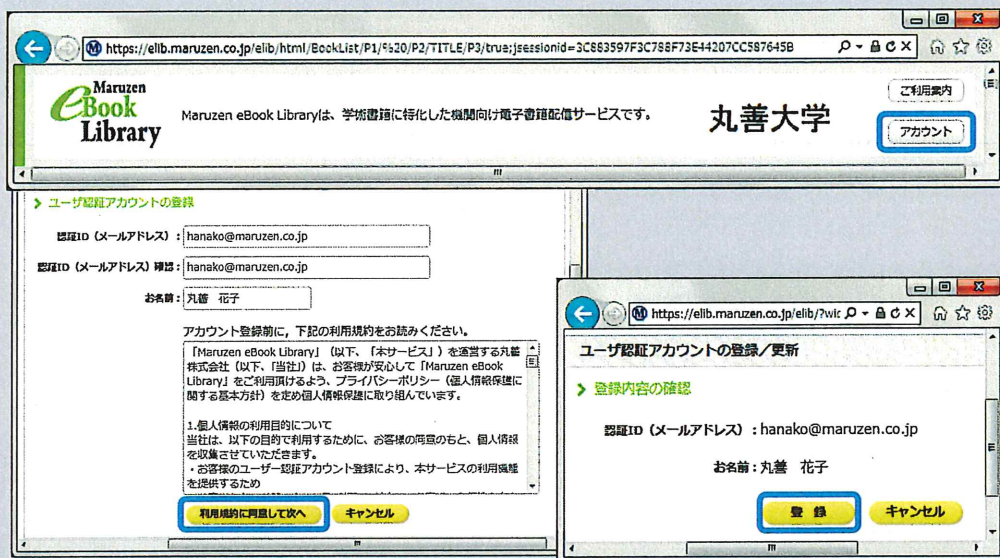 https://elib.maruzen.co.jp/elib/html/BookList/P1/%20/P2/TITLE/P3/true;jsessionid=3C883597F3C788F73E44207CC587645B
Maruzen
eBook
Library
Maruzen eBook Libraryは、学術書籍に特化した機関向け電子書籍配信サービスです。
丸善大学
ご利用案内
アカウント
ユーザ認証アカウントの登録
認証ID(メールアドレス):hanako@maruzen.co.jp
認証ID(メールアドレス)確認:hanako@maruzen.co.jp
お名前:丸善 花子
アカウント登録前に,下記の利用規約をお読みください。
「Maruzen eBook Library」(以下、「本サービス」)を運営する丸善
株式会社(以下、「当社」)は、お客様が安心して「Maruzen eBook
Library」をご利用頂けるよう、プライバシーポリシー(個人情報保護に
関する基本方針)を定め個人情報保護に取り組んでいます。
1.個人情報の利用目的について
当社は、以下の目的で利用するために、お客様の同意のもと、個人情報
を収集させていただきます。
・お客様のユーザー認証アカウント登録により、本サービスの利用機能
を提供するため
利用規約に同意して次へ
キャンセル
https://elib.maruzen.co.jp/elib/?wic
ユーザ認証アカウントの登録/更新
登録内容の確認
認証ID(メールアドレス):hanako@maruzen.co.jp
お名前:丸善 花子
登 録
キャンセル